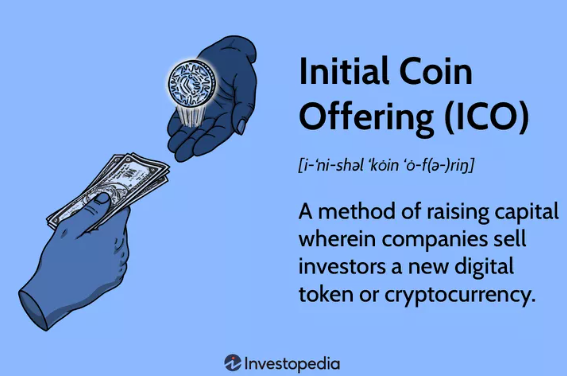 Initial Coin
Offering (ICO)
[i-ˈni-shəl ˈkȯin ˈȯ-f(ə-)riŋ]
A method of raising capital
wherein companies sell
investors a new digital
token or cryptocurrency.
Investopedia